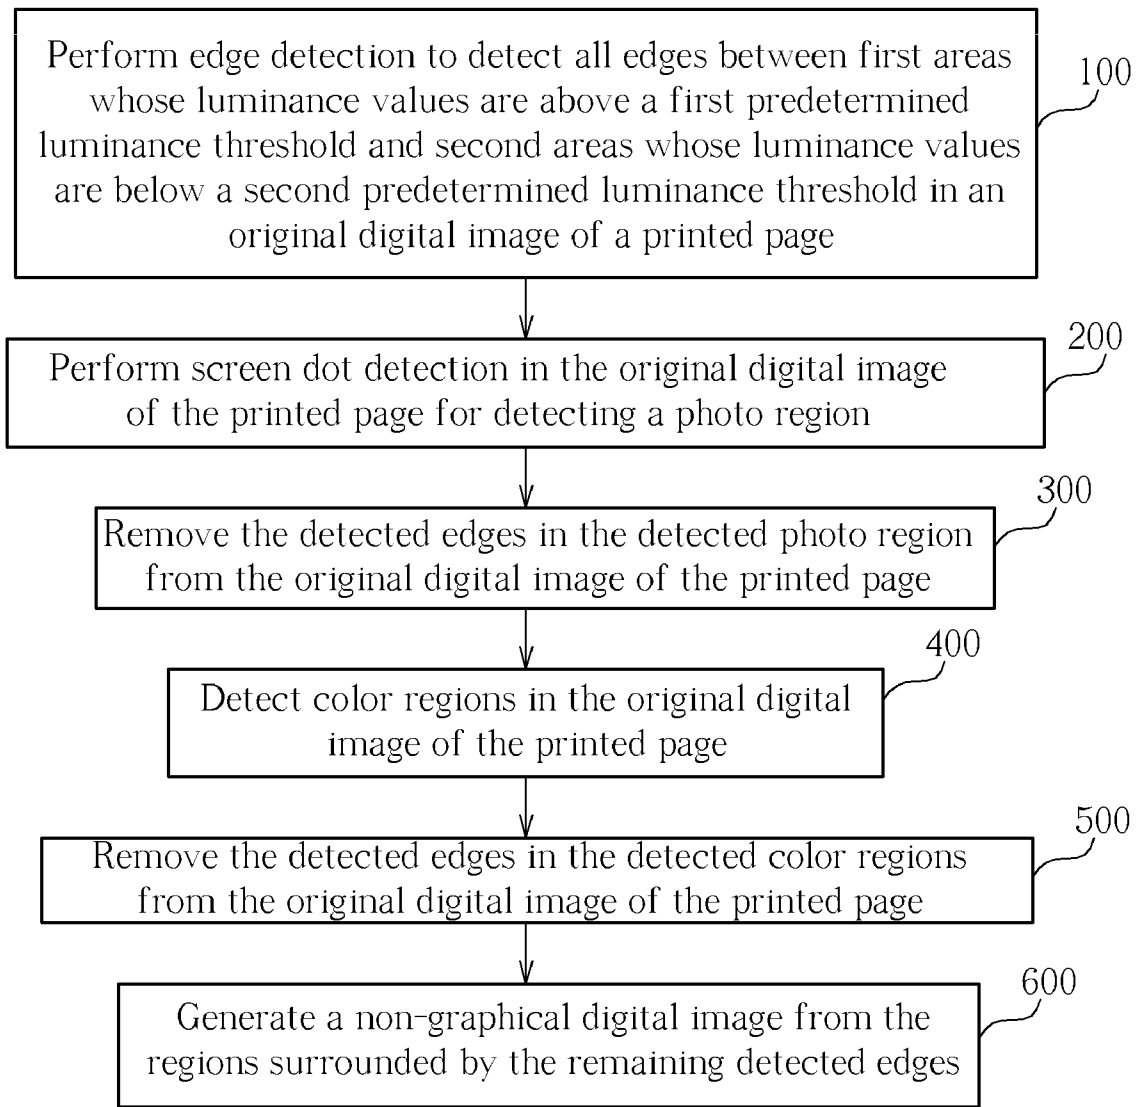 Perform edge detection to detect all edges between first areas
whose luminance values are above a first predetermined
luminance threshold and second areas whose luminance values
are below a second predetermined luminance threshold in an
original digital image of a printed page
100
Perform screen dot detection in the original digital image
of the printed page for detecting a photo region
200
Remove the detected edges in the detected photo region
from the original digital image of the printed page
300
Detect color regions in the original digital
image of the printed page
400
Remove the detected edges in the detected color regions
from the original digital image of the printed page
500
Generate a non-graphical digital image from the
regions surrounded by the remaining detected edges
600